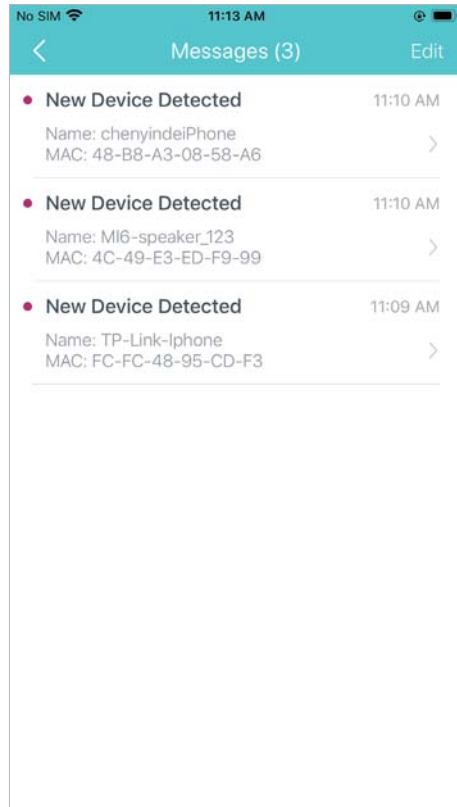 No SIM 11:13 AM
Messages (3) Edit
New Device Detected 11:10 AM
Name: chenyindeiPhone
MAC: 48-B8-A3-08-58-A6
New Device Detected 11:10 AM
Name: MI6-speaker_123
MAC: 4C-49-E3-ED-F9-99
New Device Detected 11:09 AM
Name: TP-Link-Iphone
MAC: FC-FC-48-95-CD-F3